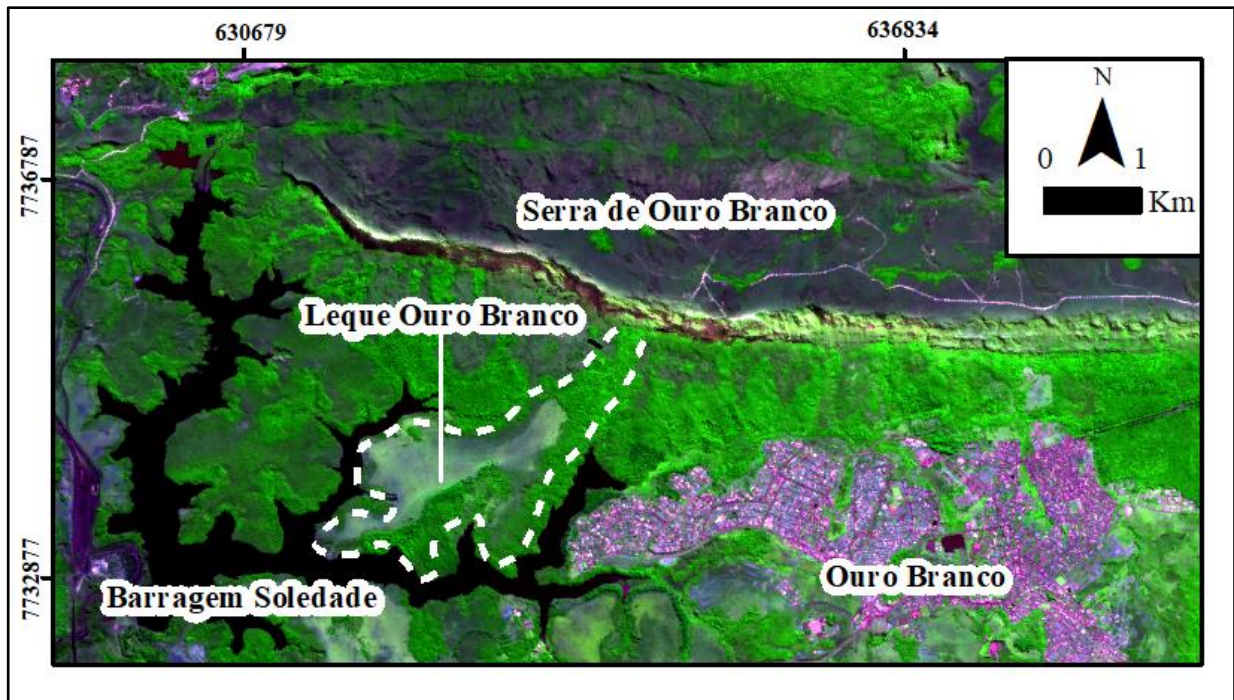 630679
636834
N
0 1
Km
7736787
Serra de Ouro Branco
Leque Ouro Branco
7732877
Barragem Soledade
Ouro Branco